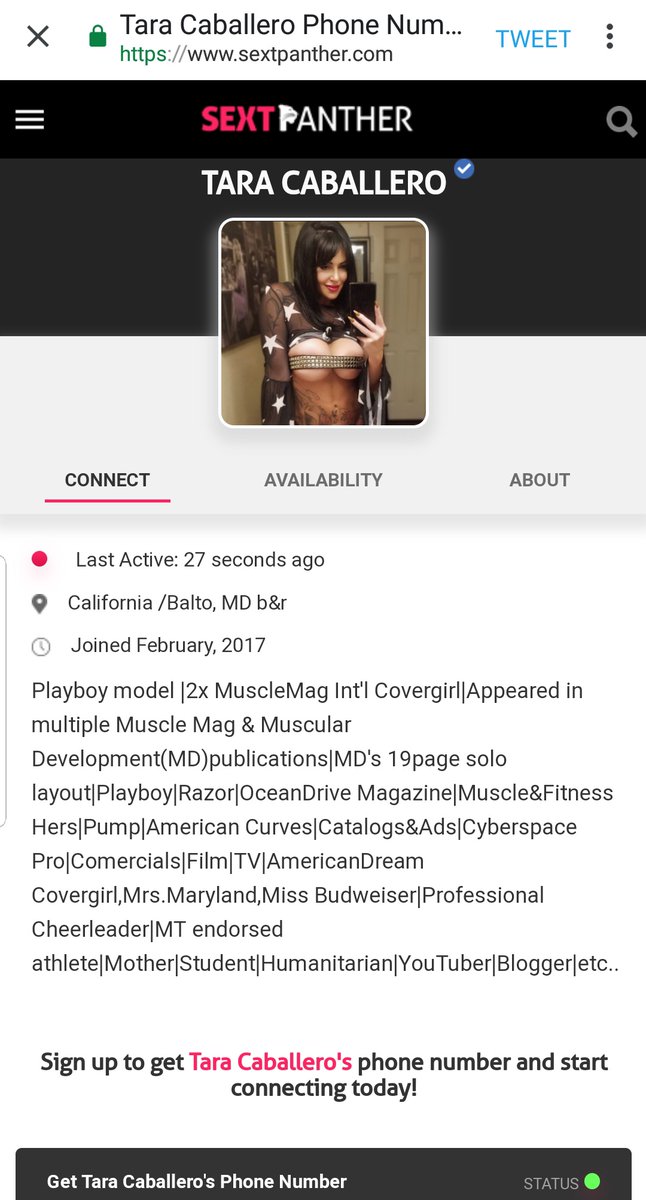 Tara Caballero Phone Num...
https://www.sextpanther.com
TWEET
SEXTPANTHER
TARA CABALLERO
CONNECT
AVAILABILITY
ABOUT
Last Active: 27 seconds ago
California /Balto, MD b&r
Joined February, 2017
Playboy model |2x MuscleMag Int'l Covergirl|Appeared in
multiple Muscle Mag & Muscular
Development(MD)publications|MD's 19page solo
layout|Playboy|Razor|OceanDrive Magazine|Muscle&Fitness
Hers|Pump|American Curves|Catalogs&Ads|Cyberspace
Pro|Comercials|Film|TV|AmericanDream
Covergirl,Mrs.Maryland,Miss Budweiser|Professional
Cheerleader|MT endorsed
athlete|Mother|Student|Humanitarian|YouTuber|Blogger|etc..
Sign up to get Tara Caballero's phone number and start
connecting today!
Get Tara Caballero's Phone Number
STATUS